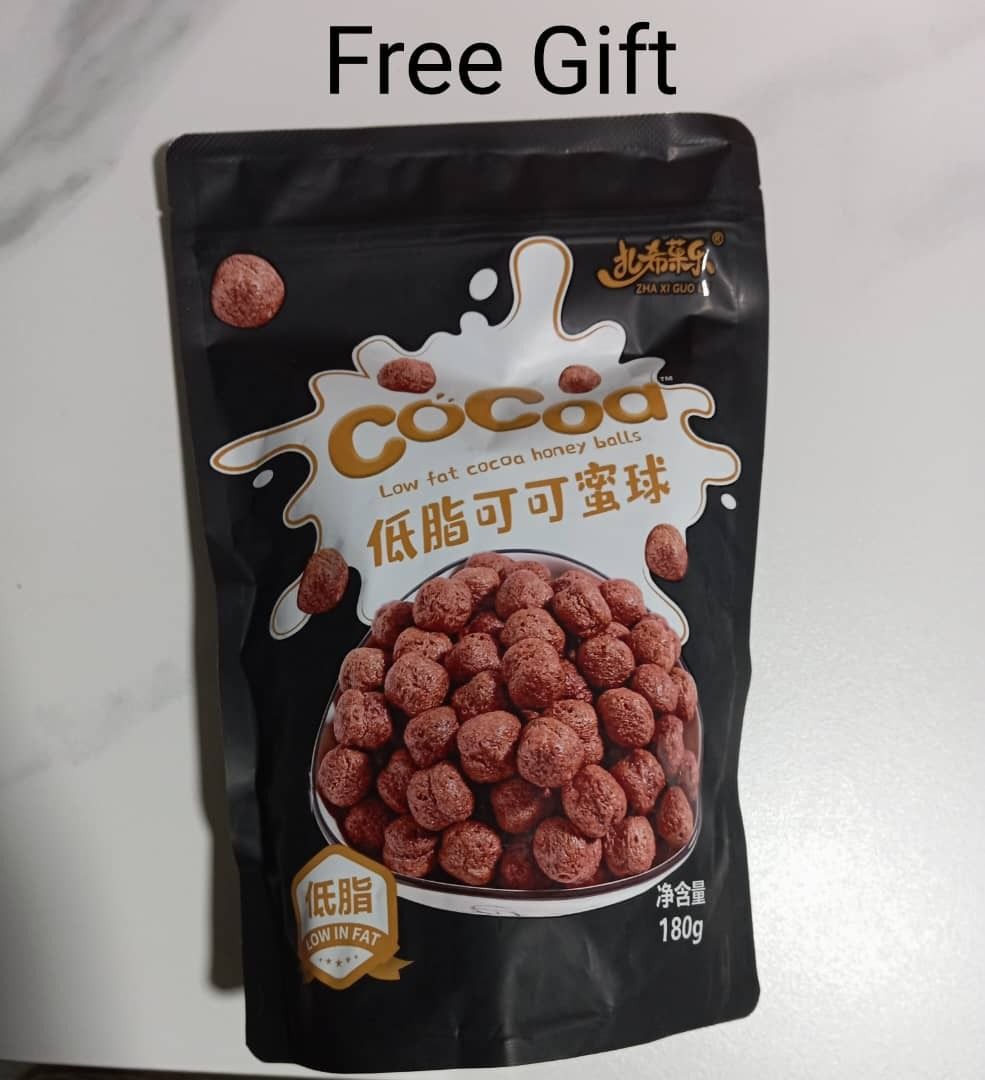 Free Gift
扎希菓乐®
ZHA XI GUO
cocoa™
Low fat cocoa honey balls
低脂可可蜜球
低脂
LOW IN FAT
净含量
180g